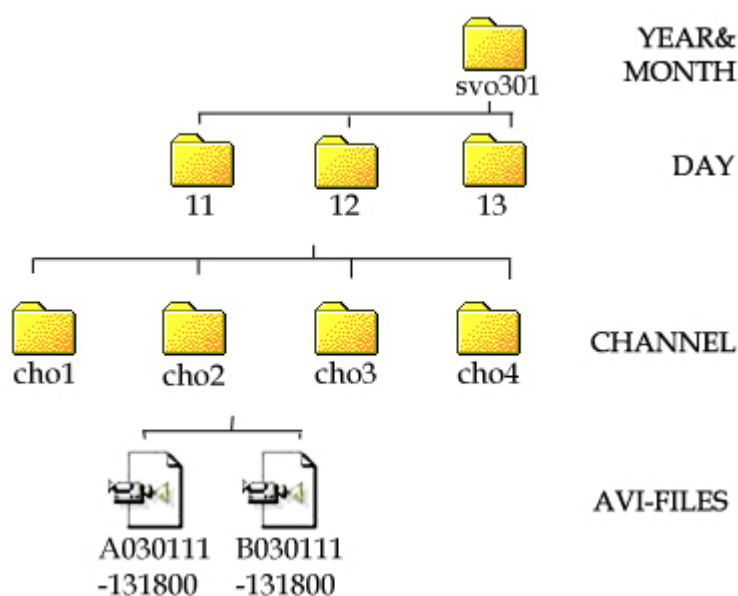 YEAR&
MONTH
svo301
DAY
11 12 13
CHANNEL
cho1 cho2 cho3 cho4
AVI-FILES
A030111 B030111
-131800 -131800